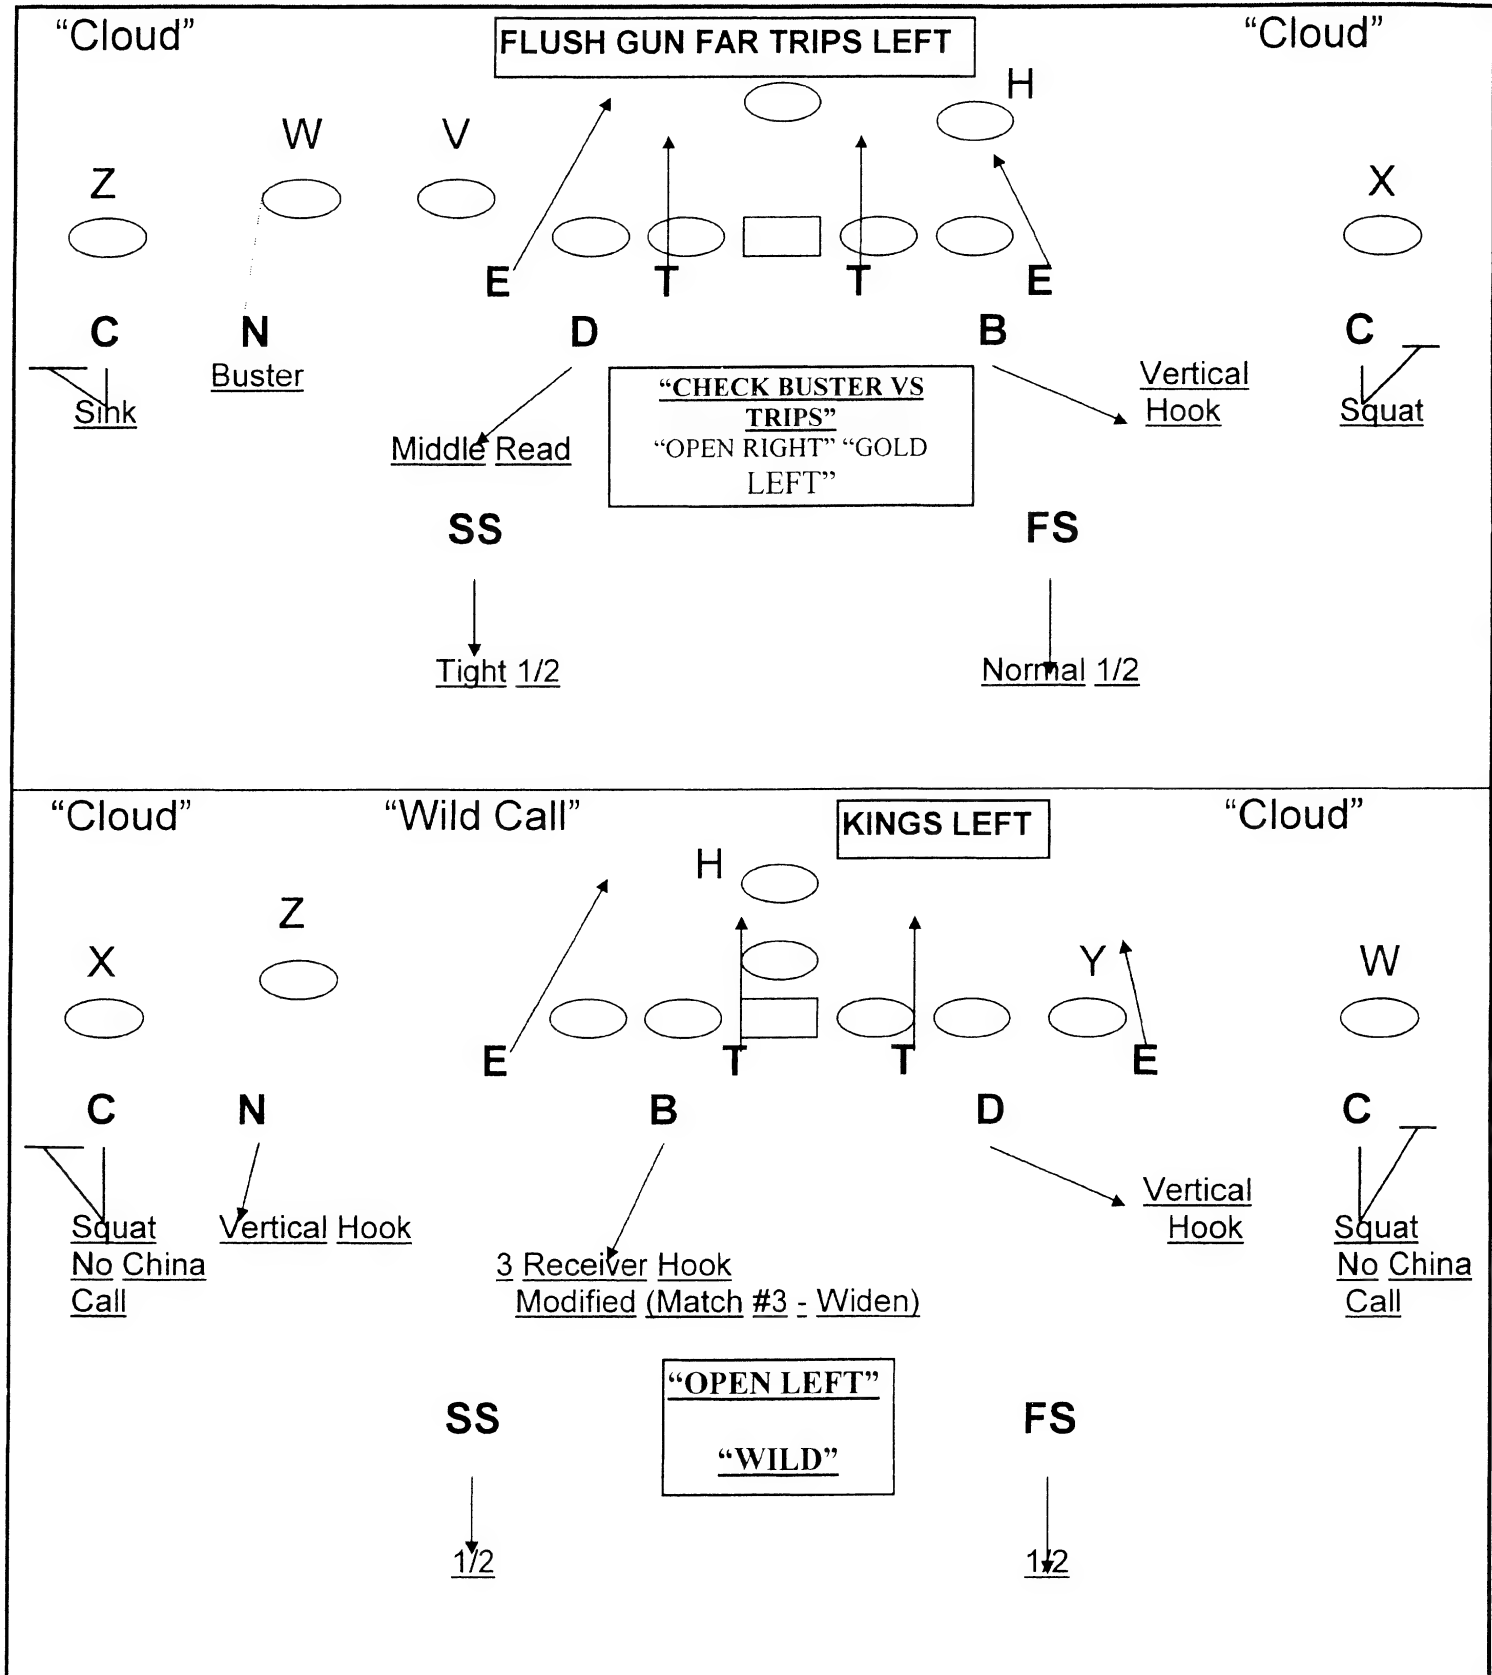 “Cloud” FLUSH GUN FAR TRIPS LEFT “Cloud”
H
W V
Z X
E T T E
C N D B C
Buster “CHECK BUSTER VS Vertical
Sink TRIPS” Hook Squat
Middle Read “OPEN RIGHT” “GOLD
LEFT”
SS FS
Tight 1/2 Normal 1/2
“Cloud” “Wild Call” KINGS LEFT “Cloud”
H
Z
X Y W
E T T E
C N B D C
Vertical
Squat Vertical Hook Hook Squat
No China 3 Receiver Hook No China
Call Modified (Match #3 - Widen) Call
“OPEN LEFT”
SS FS
“WILD”
1/2 1/2